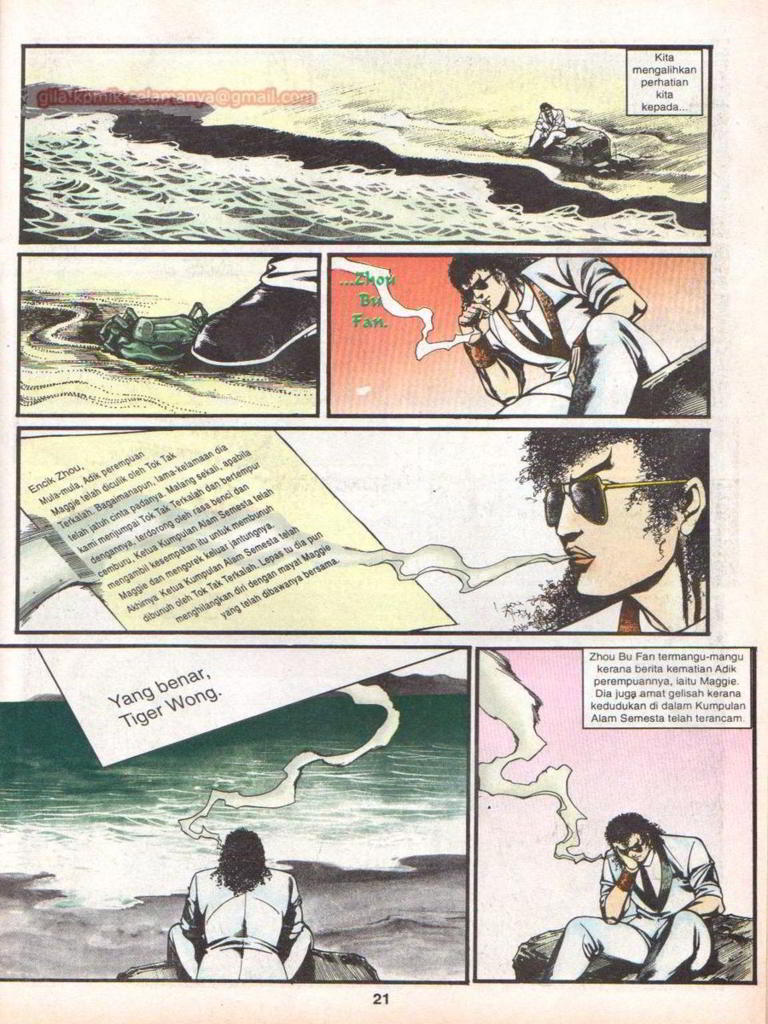 Kita
mengalihkan
perhatian
kita
kepada...
gila.komik.selamanya@gmail.com
...Zhou
Bu
Fan.
Encik Zhou,
Mula-mula, Adik perempuan
Maggie telah diculik oleh Tok Tak
Terkalah. Bagaimanapun, lama-kelamaan dia
telah jatuh cinta padanya. Malang sekali, apabila
kami menjumpai Tok Tak Terkalah dan bertempur
dengannya, terdorong oleh rasa benci dan
cemburu, Ketua Kumpulan Alam Semesta telah
mengambil kesempatan itu untuk membunuh
Maggie dan mengorek keluar jantungnya.
Akhirnya Ketua Kumpulan Alam Semesta telah
dibunuh oleh Tok Tak Terkalah. Lepas tu dia pun
menghilangkan diri dengan mayat Maggie
yang telah dibawanya bersama.
Yang benar,
Tiger Wong.
Zhou Bu Fan termangu-mangu
kerana berita kematian Adik
perempuannya, iaitu Maggie.
Dia juga amat gelisah kerana
kedudukan di dalam Kumpulan
Alam Semesta telah terancam.
21